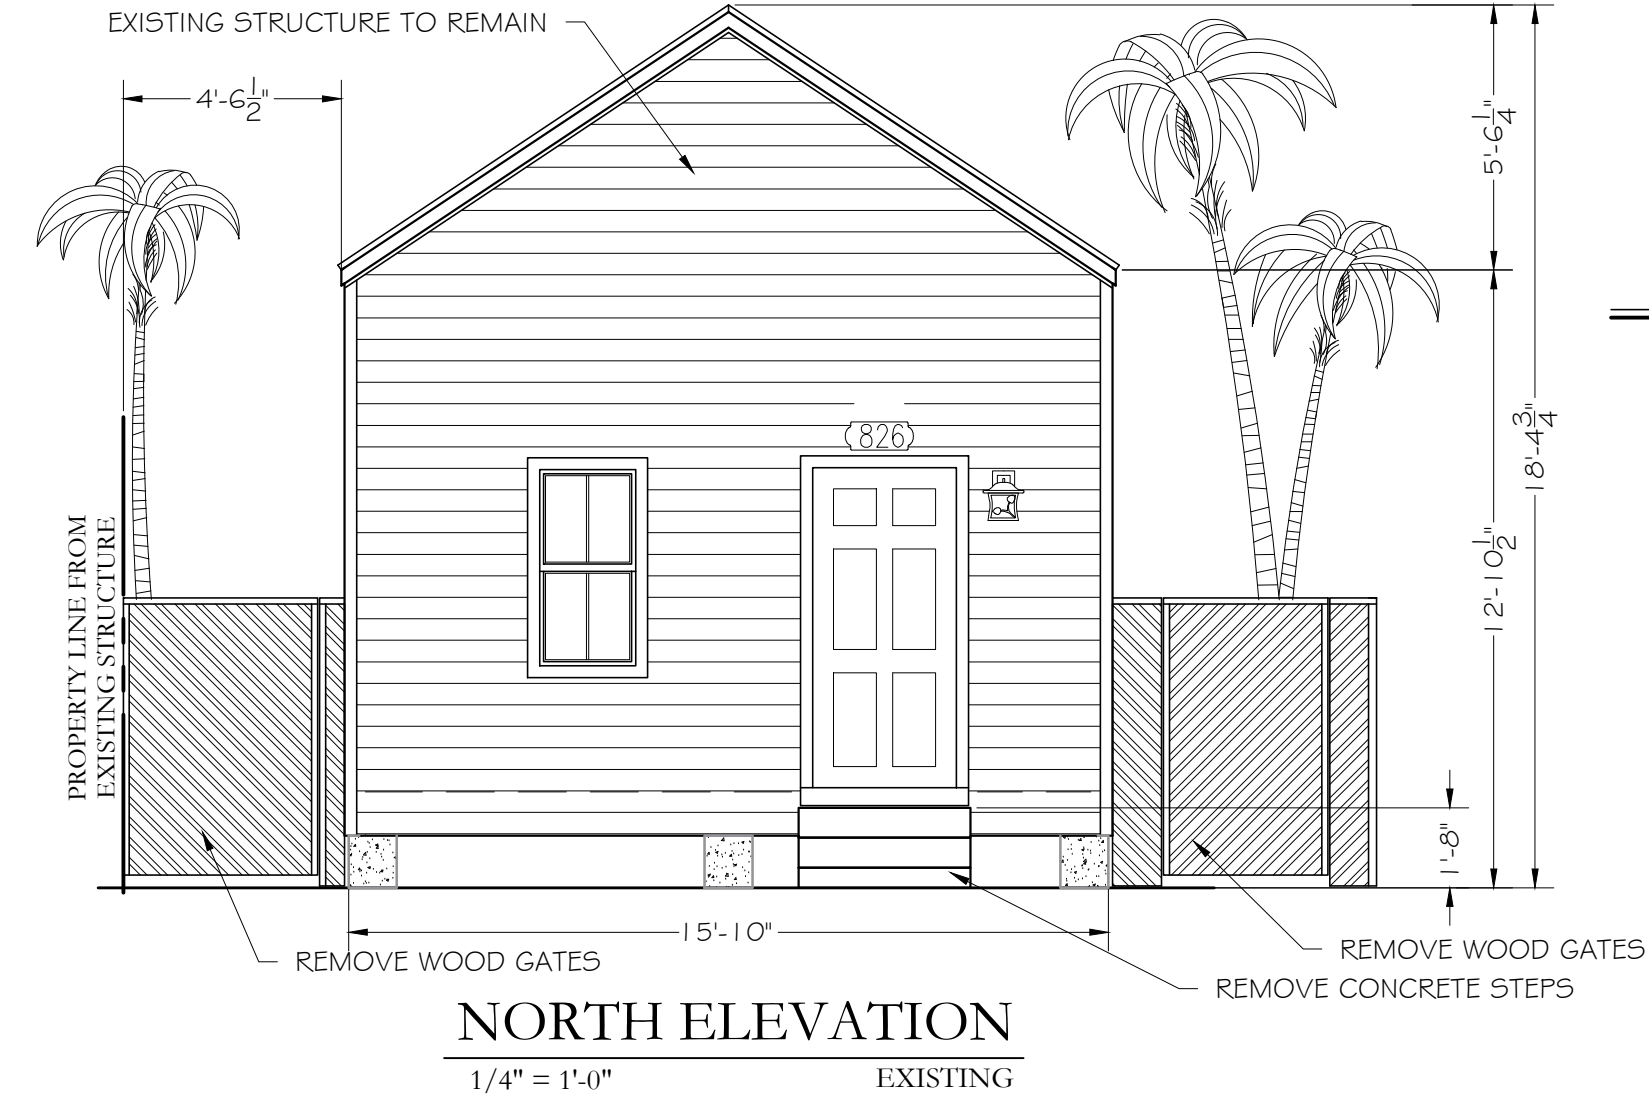 EXISTING STRUCTURE TO REMAIN
4'-6 1/2"
5'-6 1/4"
18'-4 3/4"
12'-10 1/2"
826
PROPERTY LINE FROM
EXISTING STRUCTURE
1'-8"
15'-10"
REMOVE WOOD GATES
REMOVE WOOD GATES
REMOVE CONCRETE STEPS
NORTH ELEVATION
1/4" = 1'-0" EXISTING